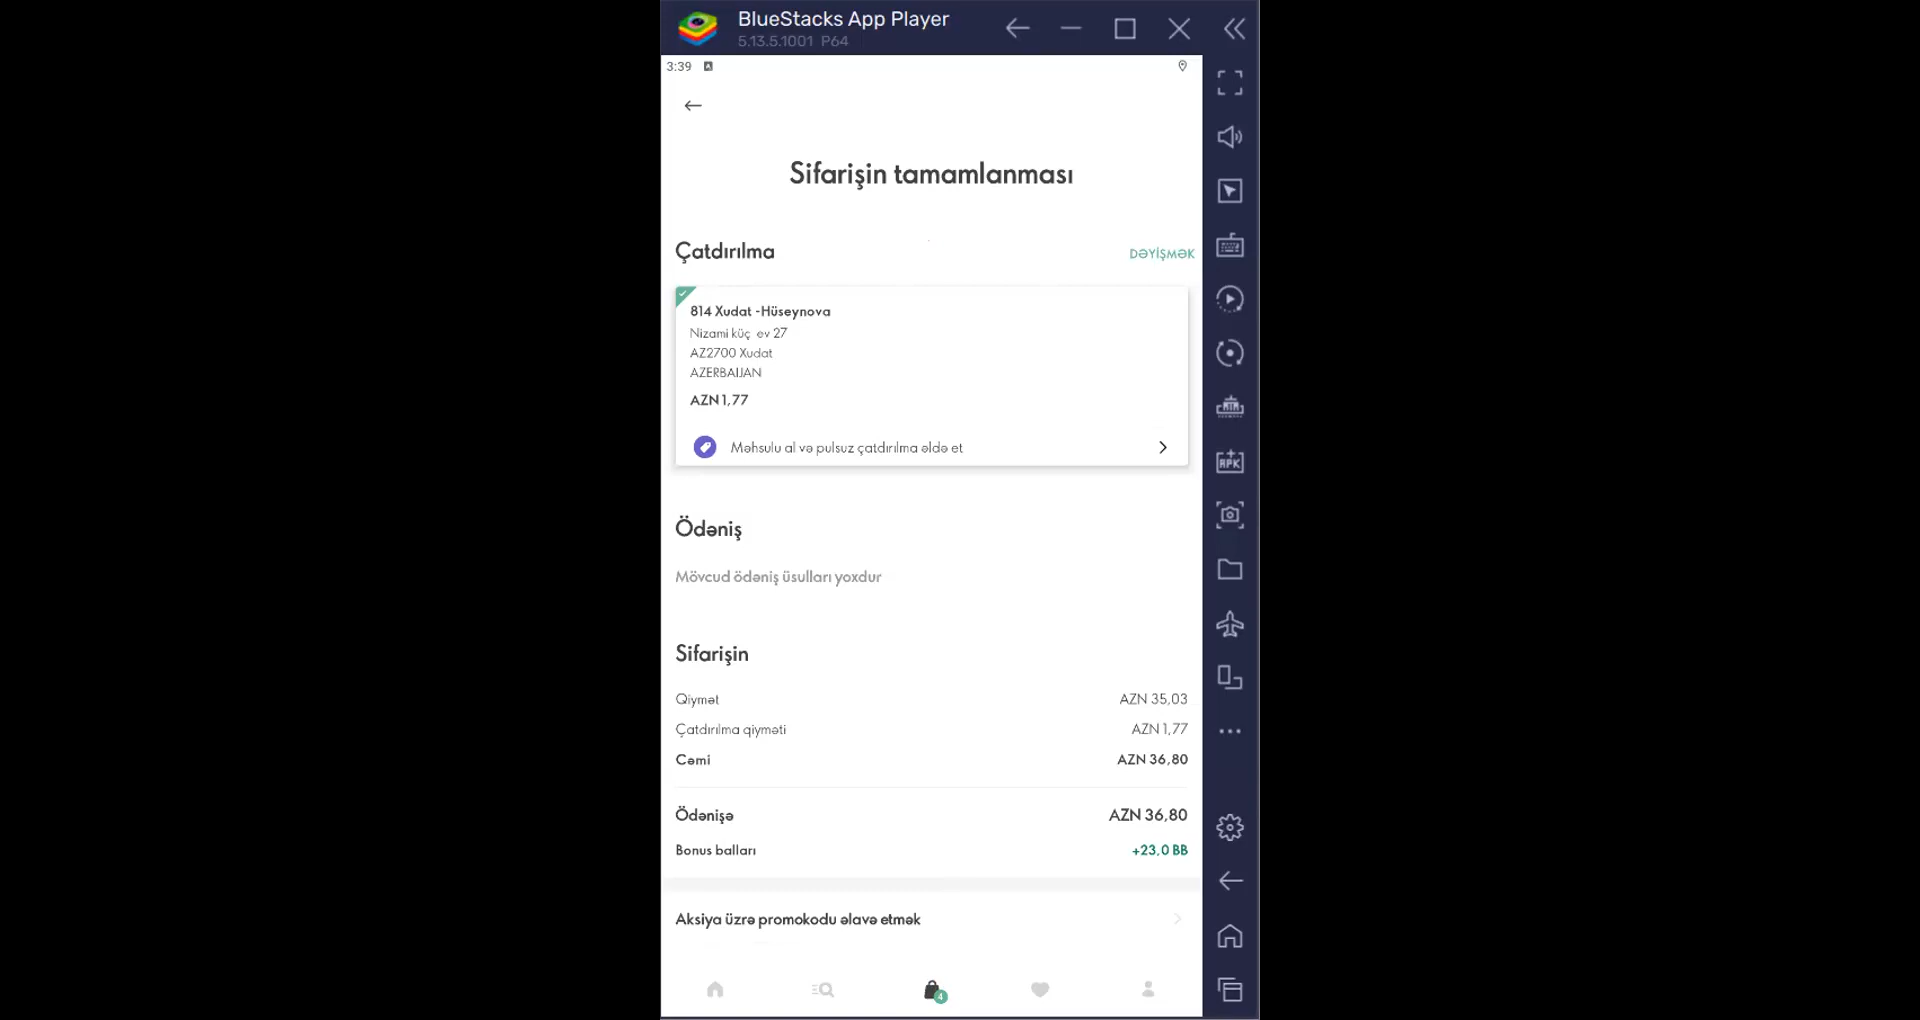 BlueStacks App Player
5.13.5.1001 P64
3:39
Sifarişin tamamlanması
Çatdırılma
DƏYİŞMƏK
814 Xudat -Hüseynova
Nizami küç ev 27
AZ2700 Xudat
AZERBAIJAN
AZN 1,77
Məhsulu al və pulsuz çatdırılma əldə et
Ödəniş
Mövcud ödəniş üsulları yoxdur
Sifarişin
Qiymət AZN 35,03
Çatdırılma qiyməti AZN 1,77
Cəmi AZN 36,80
Ödənişə AZN 36,80
Bonus balları +23,0 BB
Aksiya üzrə promokodu əlavə etmək
4
APK